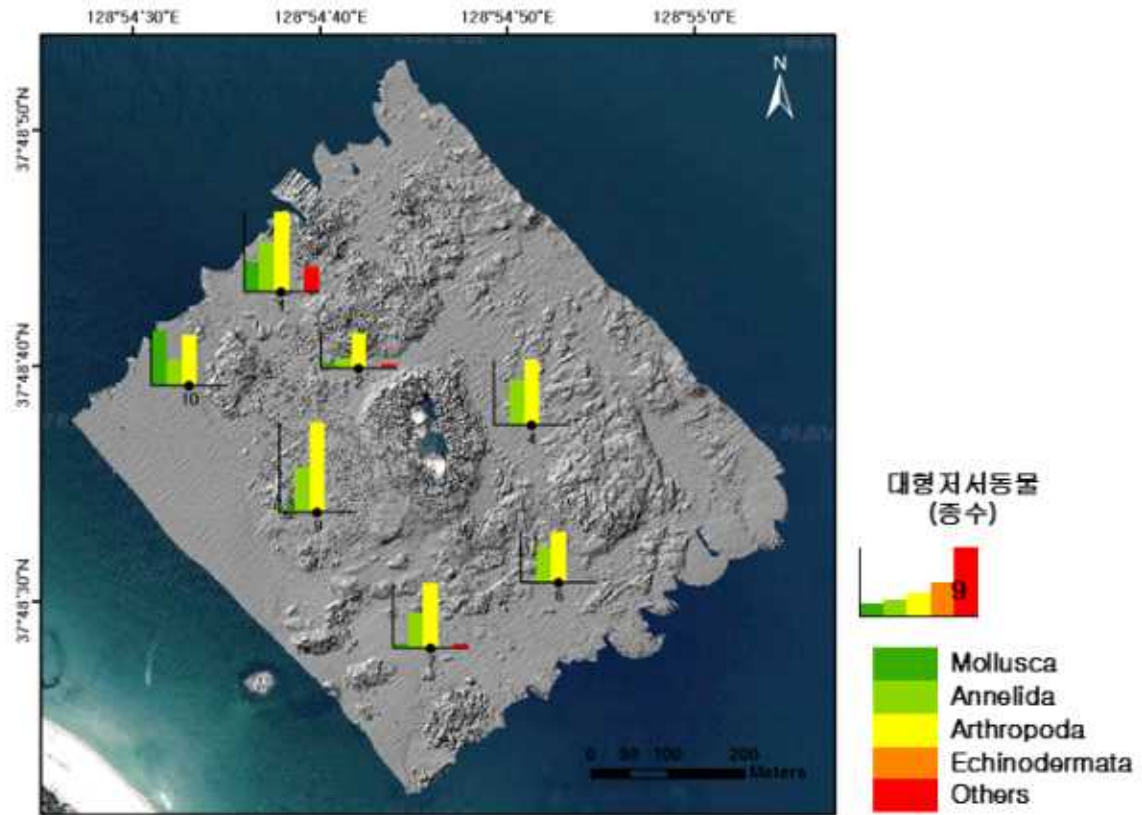 128°54'30"E 128°54'40"E 128°54'50"E 128°55'0"E
37°48'50"N
37°48'40"N
37°48'30"N
N
1
10
4
9
대형저서동물
(종수)
9
Mollusca
Annelida
Arthropoda
Echinodermata
Others
0 50 100 200
Meters